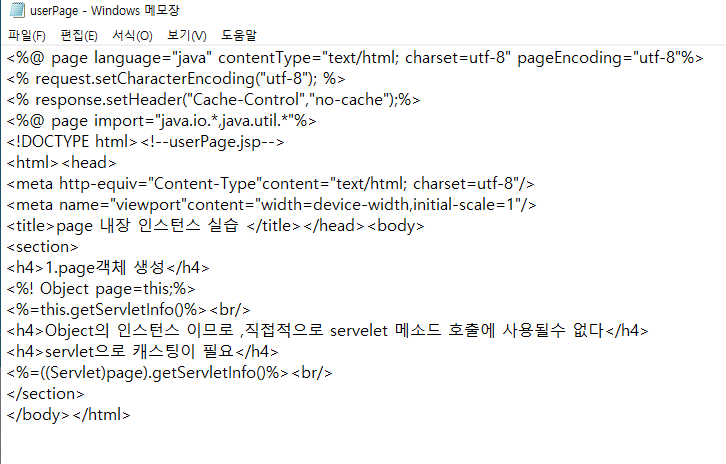 userPage - Windows 메모장
파일(F) 편집(E) 서식(O) 보기(V) 도움말
<%@ page language="java" contentType="text/html; charset=utf-8" pageEncoding="utf-8"%>
<% request.setCharacterEncoding("utf-8"); %>
<% response.setHeader("Cache-Control","no-cache");%>
<%@ page import="java.io.*,java.util.*"%>
<!DOCTYPE html><!--userPage.jsp-->
<html><head>
<meta http-equiv="Content-Type"content="text/html; charset=utf-8"/>
<meta name="viewport"content="width=device-width,initial-scale=1"/>
<title>page 내장 인스턴스 실습 </title></head><body>
<section>
<h4>1.page객체 생성</h4>
<%! Object page=this;%>
<%=this.getServletInfo()%><br/>
<h4>Object의 인스턴스 이므로 ,직접적으로 servelet 메소드 호출에 사용될수 없다</h4>
<h4>servlet으로 캐스팅이 필요</h4>
<%=((Servlet)page).getServletInfo()%><br/>
</section>
</body></html>